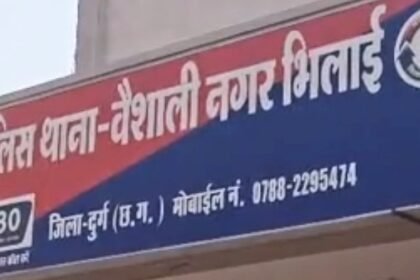 लिस थाना-वैशाली नगर भिलाई
जिला-दुर्ग (छ.ग.) मोबाईल नं. 0788-2295474
30